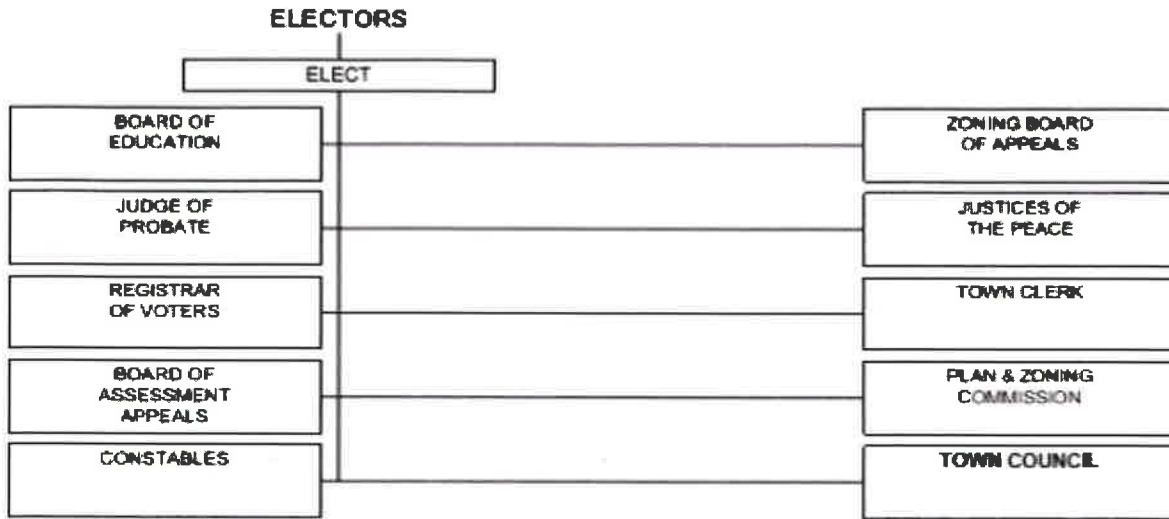 ELECTORS
ELECT
BOARD OF
EDUCATION
ZONING BOARD
OF APPEALS
JUDGE OF
PROBATE
JUSTICES OF
THE PEACE
REGISTRAR
OF VOTERS
TOWN CLERK
BOARD OF
ASSESSMENT
APPEALS
PLAN & ZONING
COMMISSION
CONSTABLES
TOWN COUNCIL